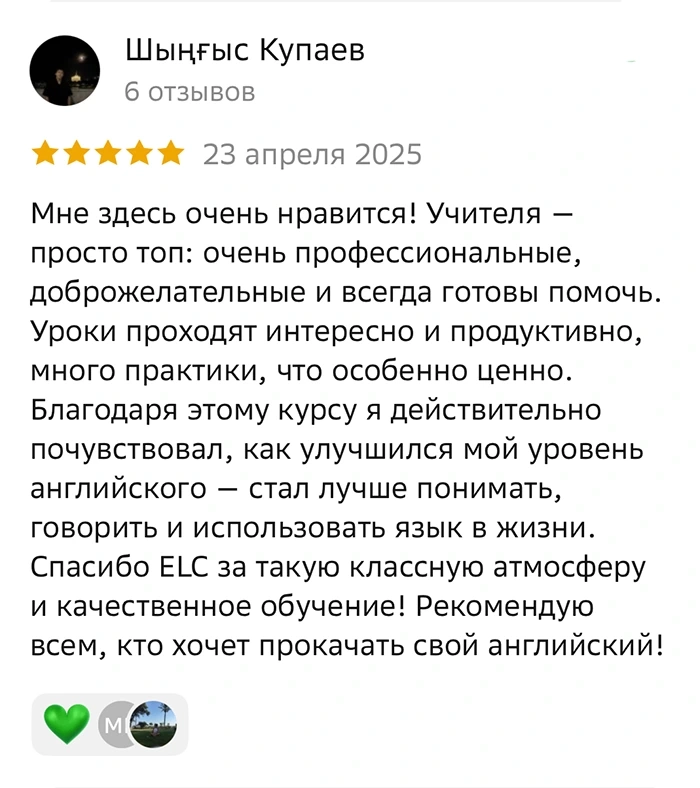 Шыңғыс Купаев
6 отзывов
23 апреля 2025
Мне здесь очень нравится! Учителя —
просто топ: очень профессиональные,
доброжелательные и всегда готовы помочь.
Уроки проходят интересно и продуктивно,
много практики, что особенно ценно.
Благодаря этому курсу я действительно
почувствовал, как улучшился мой уровень
английского — стал лучше понимать,
говорить и использовать язык в жизни.
Спасибо ELC за такую классную атмосферу
и качественное обучение! Рекомендую
всем, кто хочет прокачать свой английский!